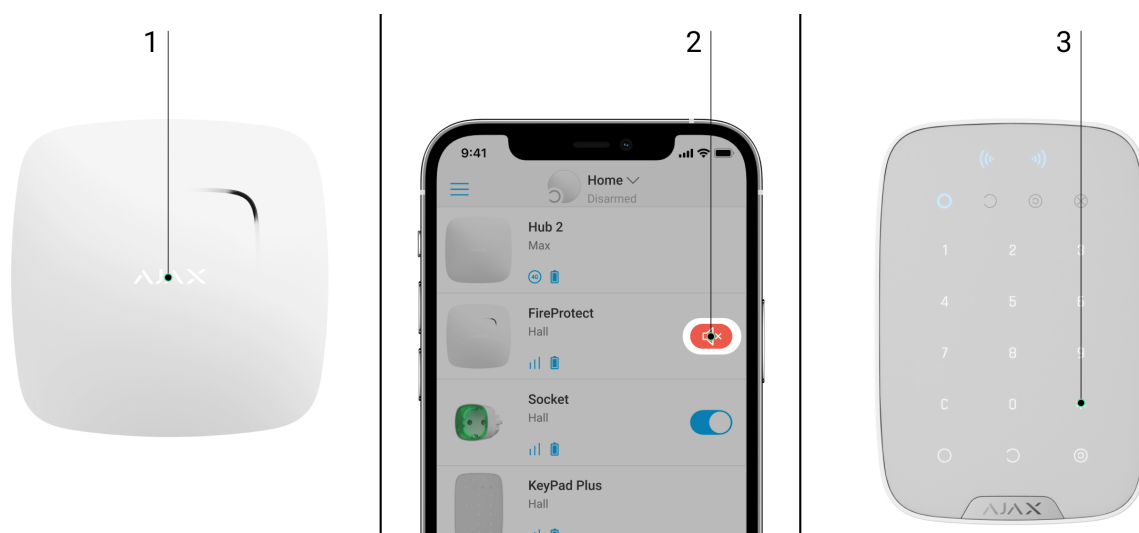 1
AJAX
2
9:41
Home
Disarmed
Hub 2
Max
4G
FireProtect
Hall
Socket
Hall
KeyPad Plus
Hall
3
1 2 3
4 5 6
7 8 9
C 0
AJAX